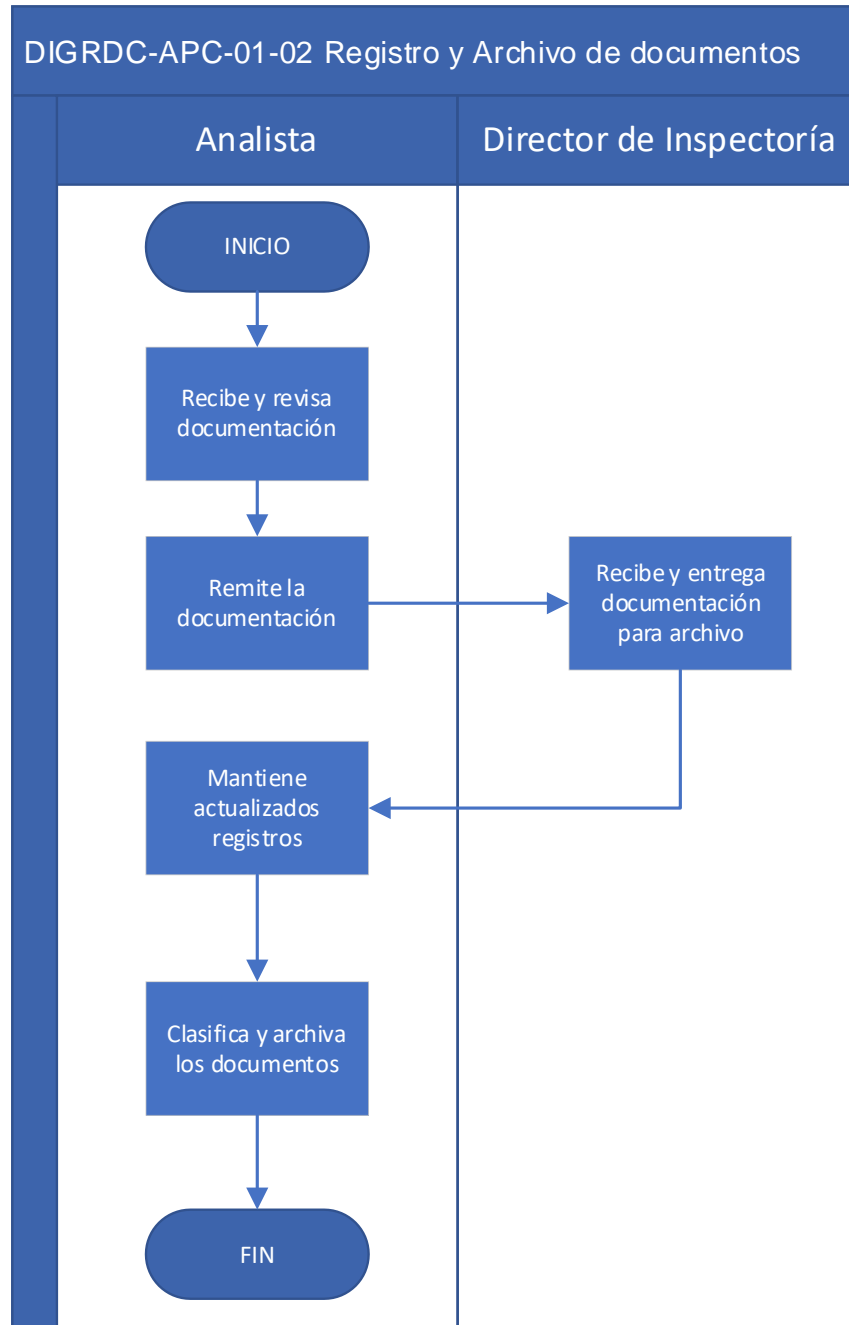 DIGRDC-APC-01-02 Registro y Archivo de documentos
Analista
Director de Inspectoría
INICIO
Recibe y revisa
documentación
Remite la
documentación
Recibe y entrega
documentación
para archivo
Mantiene
actualizados
registros
Clasifica y archiva
los documentos
FIN